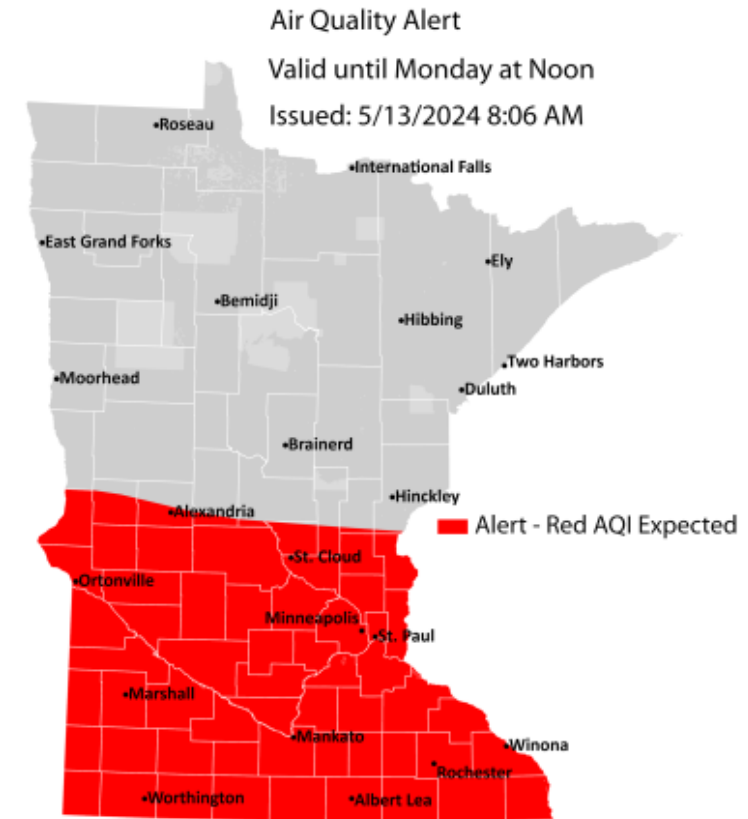 Air Quality Alert
Valid until Monday at Noon
Issued: 5/13/2024 8:06 AM
Roseau
International Falls
East Grand Forks
Ely
Bemidji
Hibbing
Two Harbors
Moorhead
Duluth
Brainerd
Hinckley
Alexandria
Alert - Red AQI Expected
St. Cloud
Ortonville
Minneapolis
St. Paul
Marshall
Mankato
Winona
Rochester
Worthington
Albert Lea